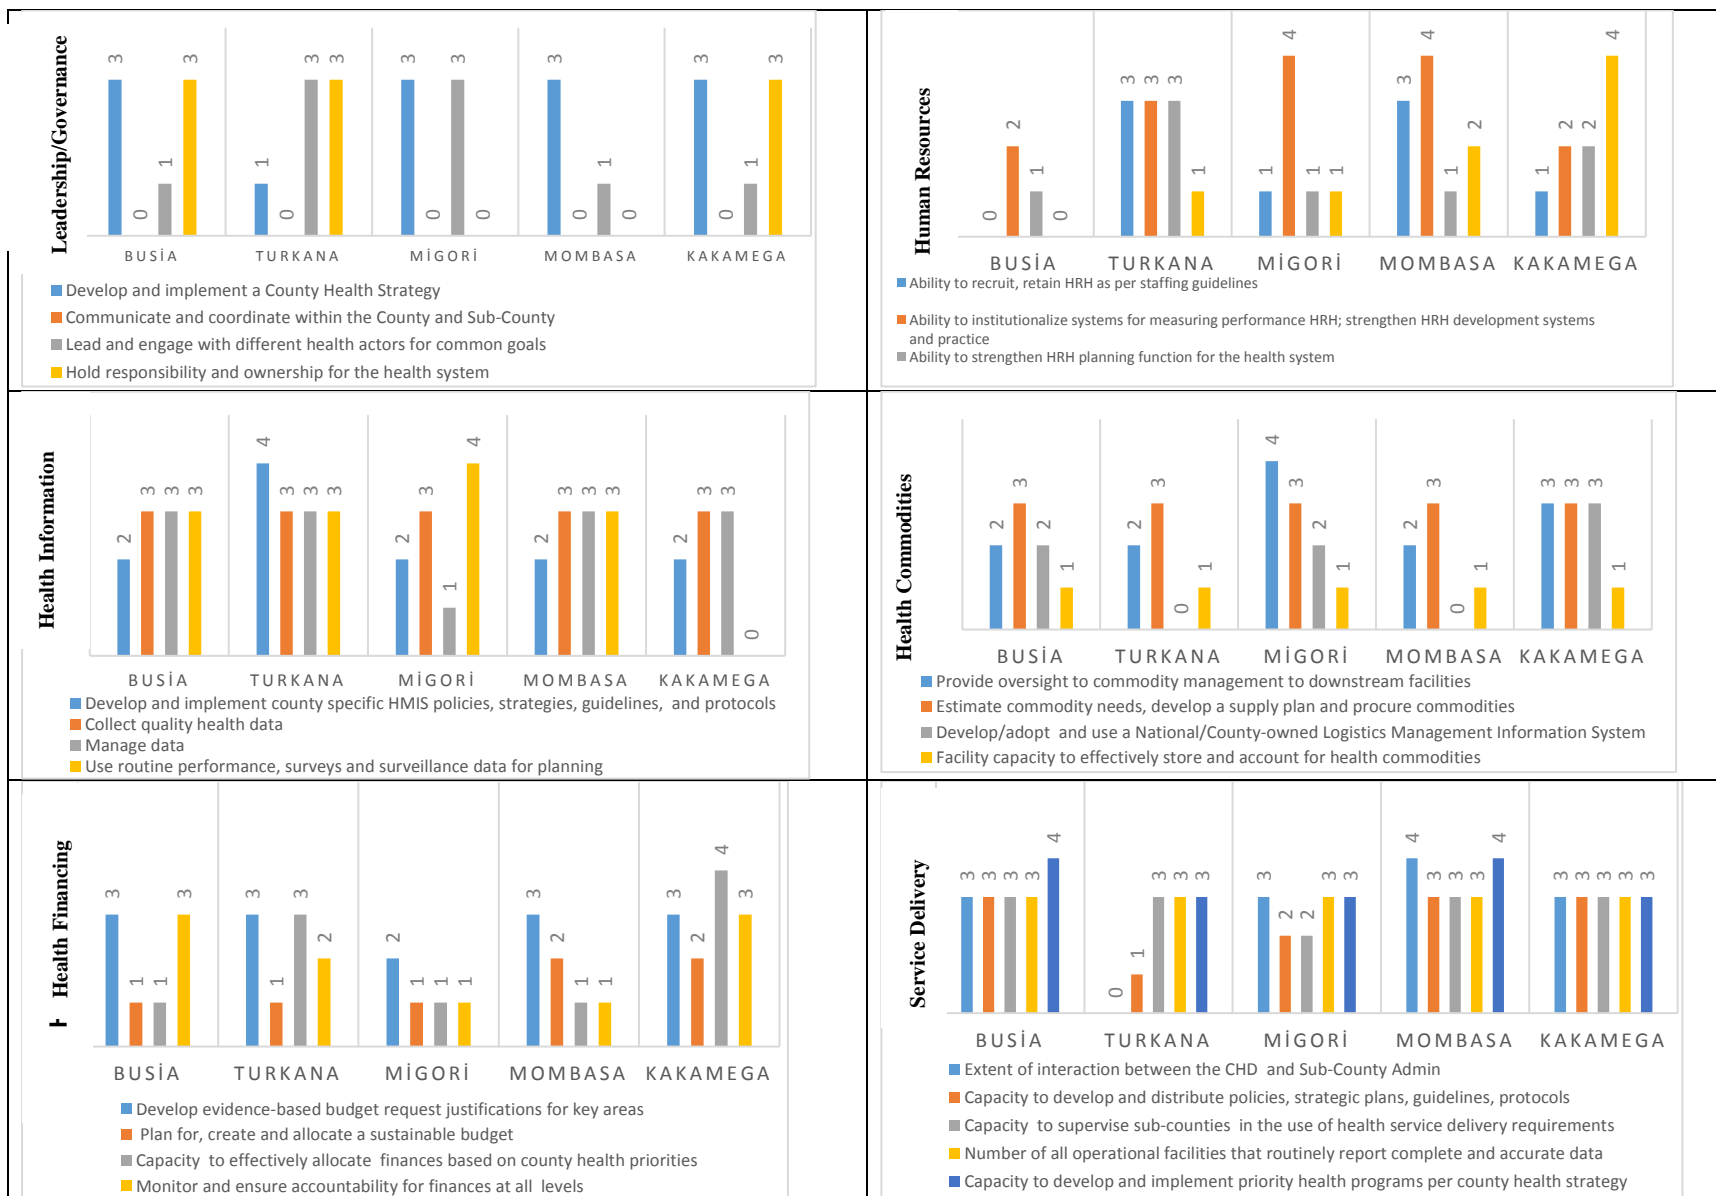 Leadership/Governance
3 0 1 3 1 0 3 3 3 0 3 0 3 0 1 0 3 0 1 3
BUSİA TURKANA MİGORİ MOMBASA KAKAMEGA
Develop and implement a County Health Strategy
Communicate and coordinate within the County and Sub-County
Lead and engage with different health actors for common goals
Hold responsibility and ownership for the health system
Human Resources
0 2 1 0 3 3 3 1 1 4 1 1 3 4 1 2 1 2 2 4
BUSİA TURKANA MİGORİ MOMBASA KAKAMEGA
Ability to recruit, retain HRH as per staffing guidelines
Ability to institutionalize systems for measuring performance HRH; strengthen HRH development systems
and practice
Ability to strengthen HRH planning function for the health system
Health Information
2 3 3 3 4 3 3 3 2 3 1 4 2 3 3 3 2 3 3 0
BUSİA TURKANA MİGORİ MOMBASA KAKAMEGA
Develop and implement county specific HMIS policies, strategies, guidelines, and protocols
Collect quality health data
Manage data
Use routine performance, surveys and surveillance data for planning
Health Commodities
2 3 2 1 2 3 0 1 4 3 2 1 2 3 0 1 3 3 3 1
BUSİA TURKANA MİGORİ MOMBASA KAKAMEGA
Provide oversight to commodity management to downstream facilities
Estimate commodity needs, develop a supply plan and procure commodities
Develop/adopt and use a National/County-owned Logistics Management Information System
Facility capacity to effectively store and account for health commodities
Health Financing
3 1 1 3 3 1 3 2 2 1 1 1 3 2 1 1 3 2 4 3
BUSİA TURKANA MİGORİ MOMBASA KAKAMEGA
Develop evidence-based budget request justifications for key areas
Plan for, create and allocate a sustainable budget
Capacity to effectively allocate finances based on county health priorities
Monitor and ensure accountability for finances at all levels
Service Delivery
3 3 3 3 4 0 1 3 3 3 3 2 2 3 3 4 3 3 3 4 3 3 3 3 3
BUSİA TURKANA MİGORİ MOMBASA KAKAMEGA
Extent of interaction between the CHD and Sub-County Admin
Capacity to develop and distribute policies, strategic plans, guidelines, protocols
Capacity to supervise sub-counties in the use of health service delivery requirements
Number of all operational facilities that routinely report complete and accurate data
Capacity to develop and implement priority health programs per county health strategy